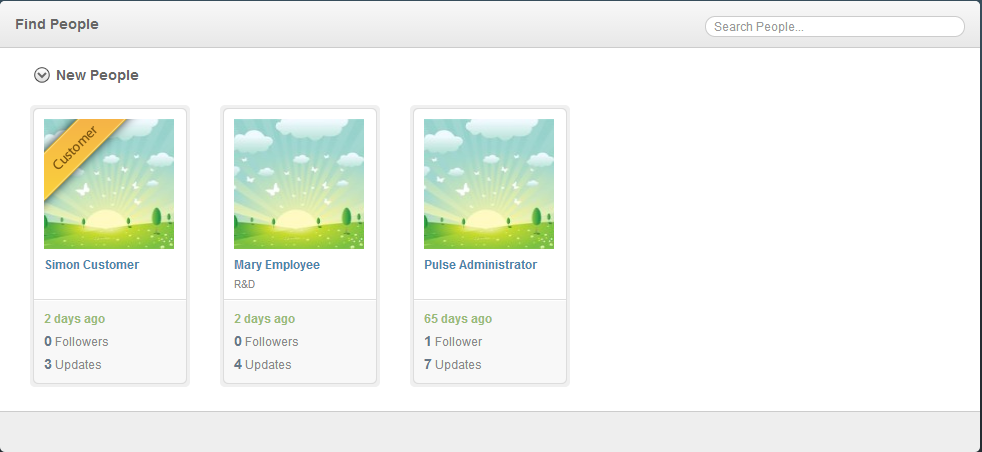 Find People
Search People...
New People
Customer
Simon Customer
2 days ago
0 Followers
3 Updates
Mary Employee
R&D
2 days ago
0 Followers
4 Updates
Pulse Administrator
65 days ago
1 Follower
7 Updates